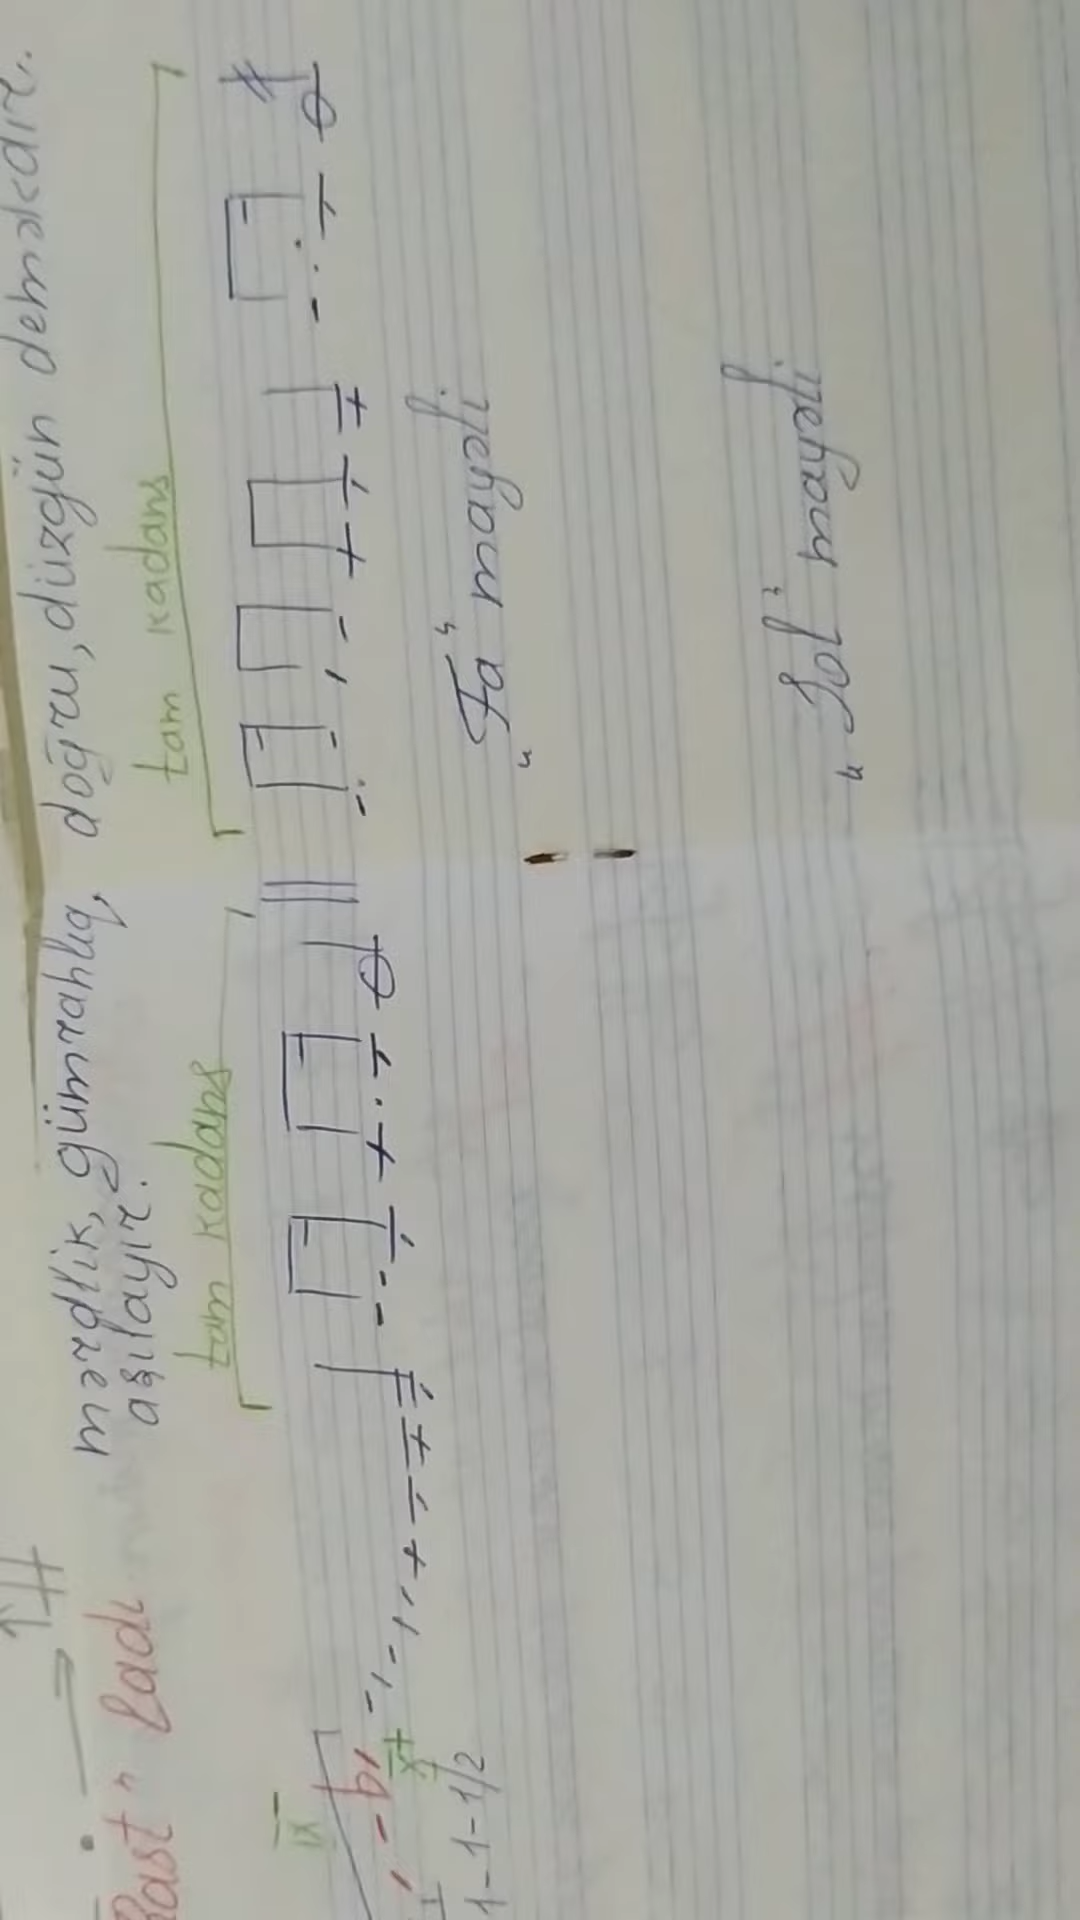 mərdlik, gümrahlıq, doğru, düzgün deməkdir.
aşılayır.
Rast" ladı
tam kadans
tam kadans
IX
1-1-1/2
"Fa" mayəli
"Sol" mayəli